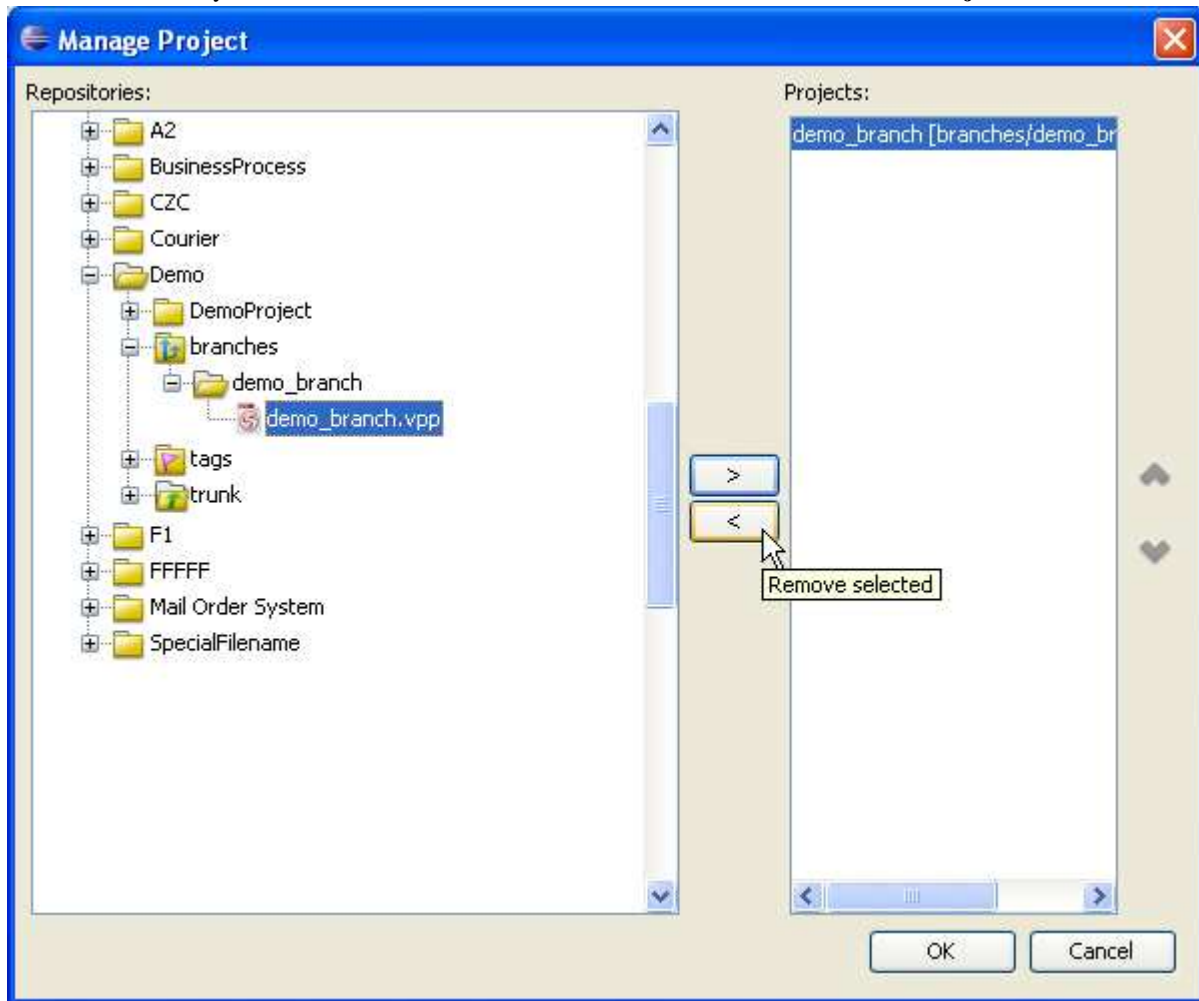 Manage Project
Repositories:
Projects:
A2
BusinessProcess
CZC
Courier
Demo
DemoProject
branches
demo_branch
demo_branch.vpp
tags
trunk
F1
FFFFF
Mail Order System
SpecialFilename
>
<
Remove selected
demo_branch [branches/demo_br
OK
Cancel